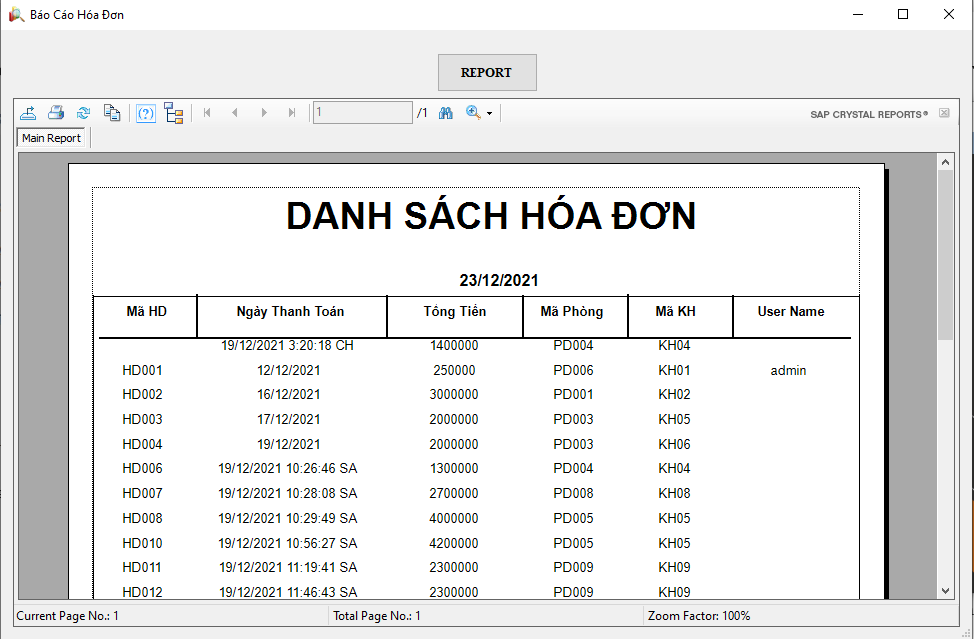 Báo Cáo Hóa Đơn
REPORT
1 /1 SAP CRYSTAL REPORTS®
Main Report
DANH SÁCH HÓA ĐƠN
23/12/2021
Mã HD Ngày Thanh Toán Tổng Tiền Mã Phòng Mã KH User Name
19/12/2021 3:20:18 CH 1400000 PD004 KH04
HD001 12/12/2021 250000 PD006 KH01 admin
HD002 16/12/2021 3000000 PD001 KH02
HD003 17/12/2021 2000000 PD003 KH05
HD004 19/12/2021 2000000 PD003 KH06
HD006 19/12/2021 10:26:46 SA 1300000 PD004 KH04
HD007 19/12/2021 10:28:08 SA 2700000 PD008 KH08
HD008 19/12/2021 10:29:49 SA 4000000 PD005 KH05
HD010 19/12/2021 10:56:27 SA 4200000 PD005 KH05
HD011 19/12/2021 11:19:41 SA 2300000 PD009 KH09
HD012 19/12/2021 11:46:43 SA 2300000 PD009 KH09
Current Page No.: 1 Total Page No.: 1 Zoom Factor: 100%